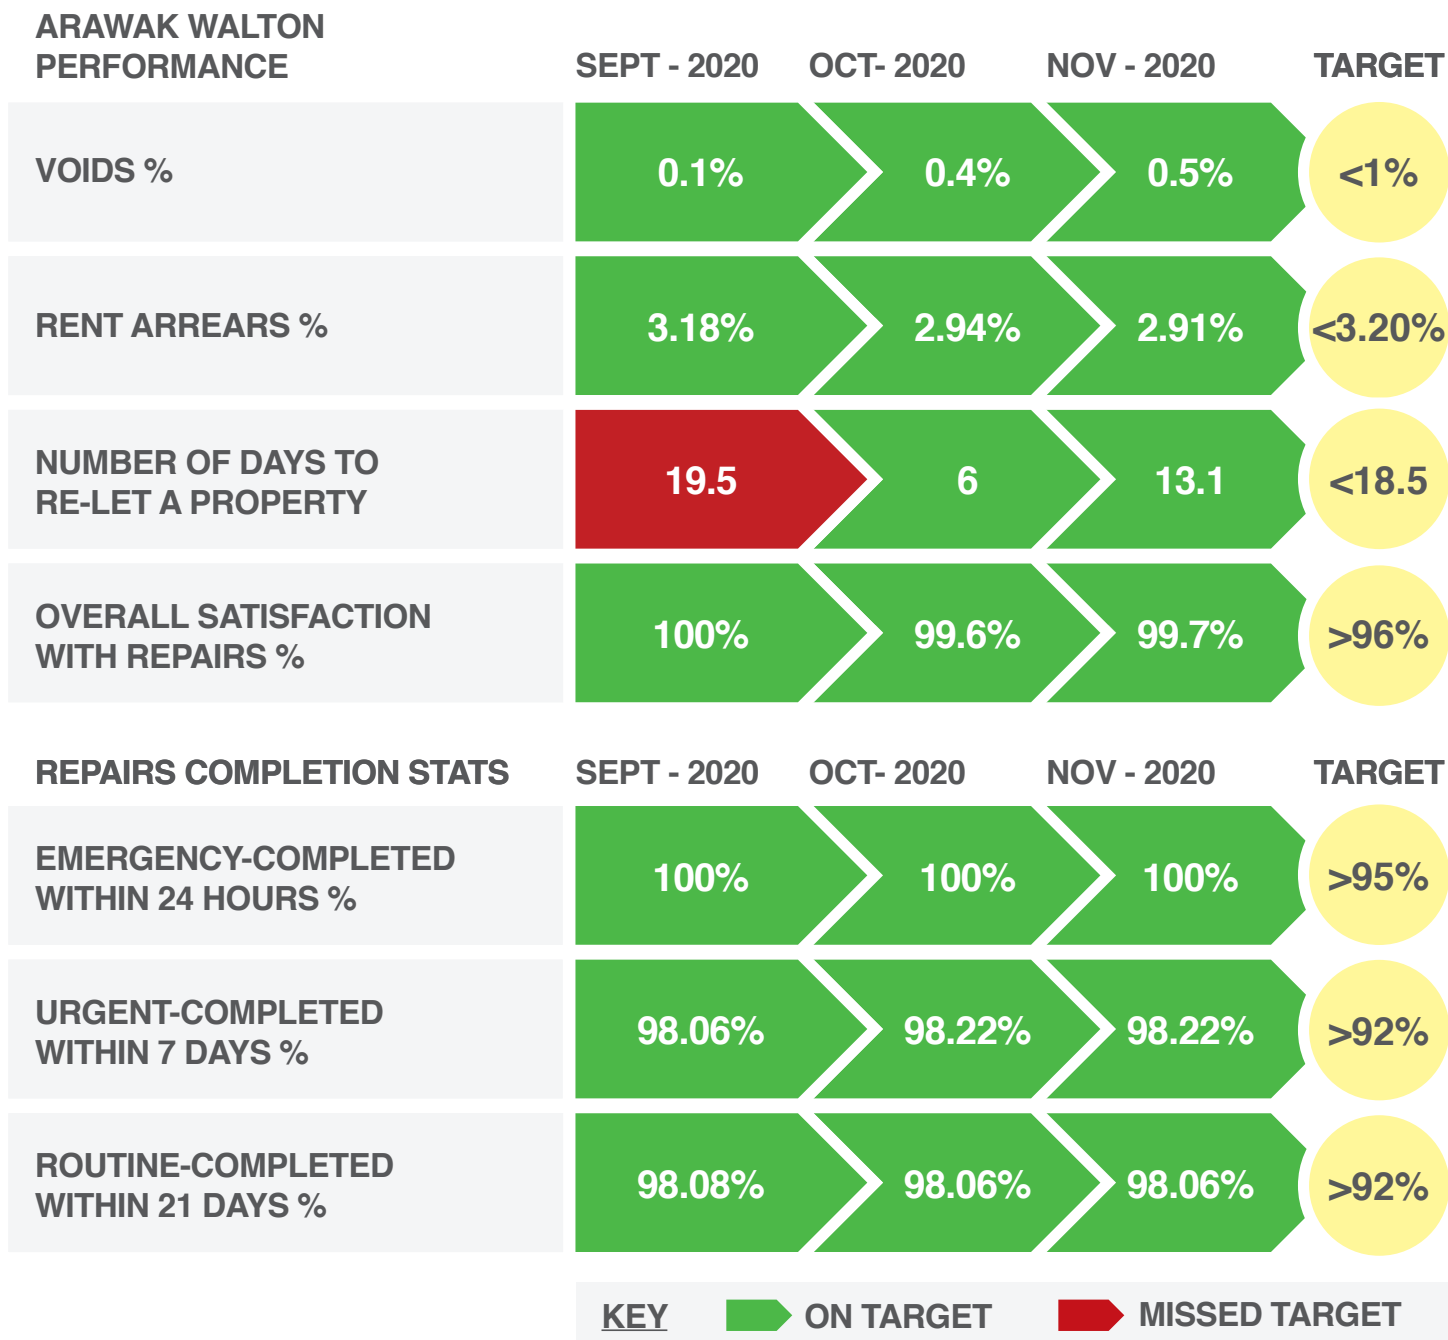 ARAWAK WALTON
PERFORMANCE
SEPT - 2020 OCT- 2020 NOV - 2020 TARGET
VOIDS % 0.1% 0.4% 0.5% <1%
RENT ARREARS % 3.18% 2.94% 2.91% <3.20%
NUMBER OF DAYS TO
RE-LET A PROPERTY
19.5 6 13.1 <18.5
OVERALL SATISFACTION
WITH REPAIRS %
100% 99.6% 99.7% >96%
REPAIRS COMPLETION STATS SEPT - 2020 OCT- 2020 NOV - 2020 TARGET
EMERGENCY-COMPLETED
WITHIN 24 HOURS %
100% 100% 100% >95%
URGENT-COMPLETED
WITHIN 7 DAYS %
98.06% 98.22% 98.22% >92%
ROUTINE-COMPLETED
WITHIN 21 DAYS %
98.08% 98.06% 98.06% >92%
KEY ON TARGET MISSED TARGET